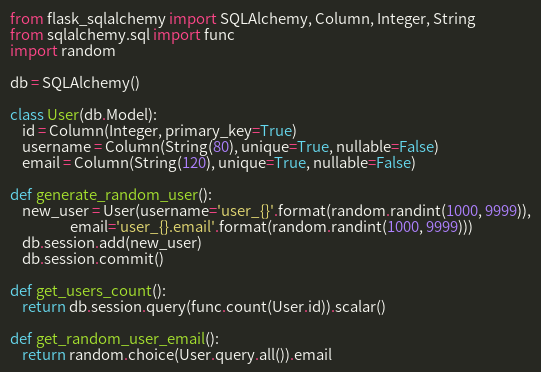 from flask_sqlalchemy import SQLAlchemy, Column, Integer, String
from sqlalchemy.sql import func
import random

db = SQLAlchemy()

class User(db.Model):
    id = Column(Integer, primary_key=True)
    username = Column(String(80), unique=True, nullable=False)
    email = Column(String(120), unique=True, nullable=False)

def generate_random_user():
    new_user = User(username='user_{}'.format(random.randint(1000, 9999)),
                    email='user_{}.email'.format(random.randint(1000, 9999)))
    db.session.add(new_user)
    db.session.commit()

def get_users_count():
    return db.session.query(func.count(User.id)).scalar()

def get_random_user_email():
    return random.choice(User.query.all()).email